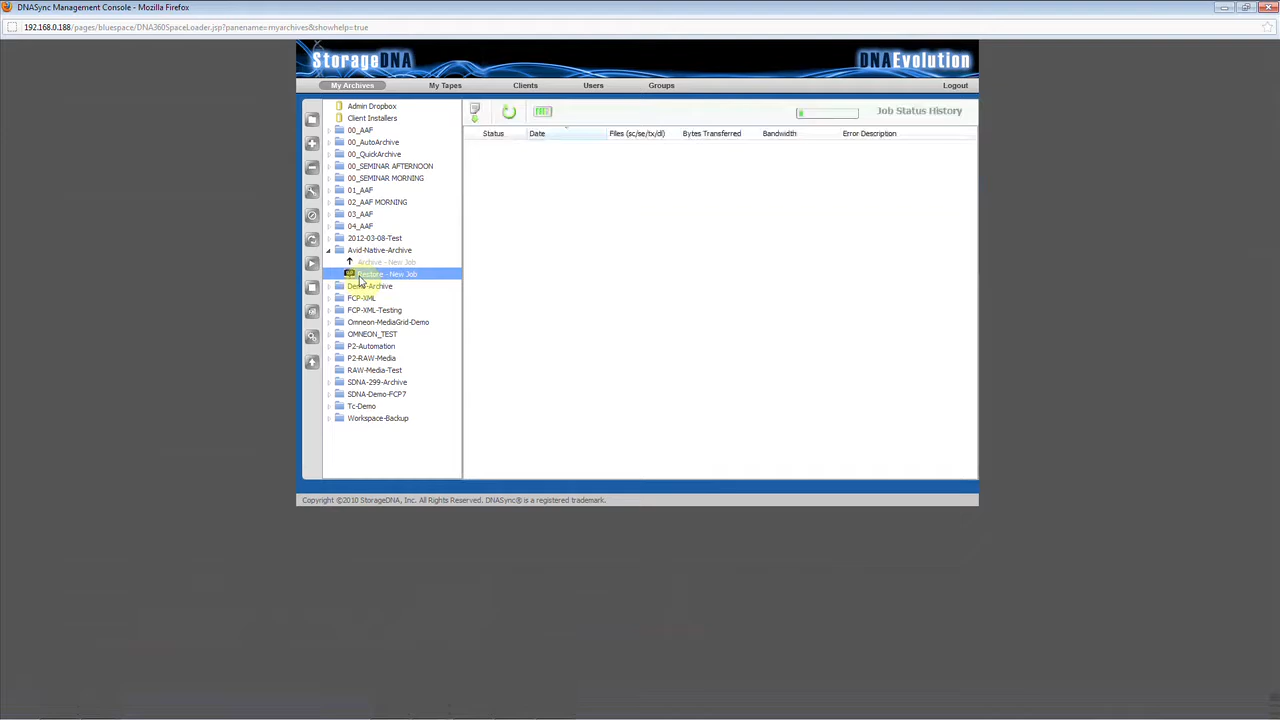 DNASync Management Console - Mozilla Firefox
192.168.0.188/pages/bluespace/DNA360SpaceLoader.jsp?panename=myarchives&showhelp=true
StorageDNA DNAEvolution
My Archives My Tapes Clients Users Groups Logout
Admin Dropbox
Client Installers
00_AAF
00_AutoArchive
00_QuickArchive
00_SEMINAR AFTERNOON
00_SEMINAR MORNING
01_AAF
02_AAF MORNING
03_AAF
04_AAF
2012-03-08-Test
Avid-Native-Archive
Archive - New Job
Restore - New Job
Demo-Archive
FCP-XML
FCP-XML-Testing
Omneon-MediaGrid-Demo
OMNEON_TEST
P2-Automation
P2-RAW-Media
RAW-Media-Test
SDNA-299-Archive
SDNA-Demo-FCP7
Tc-Demo
Workspace-Backup
Job Status History
Status Date Files (sc/se/tx/dl) Bytes Transferred Bandwidth Error Description
Copyright ©2010 StorageDNA, Inc. All Rights Reserved. DNASync® is a registered trademark.